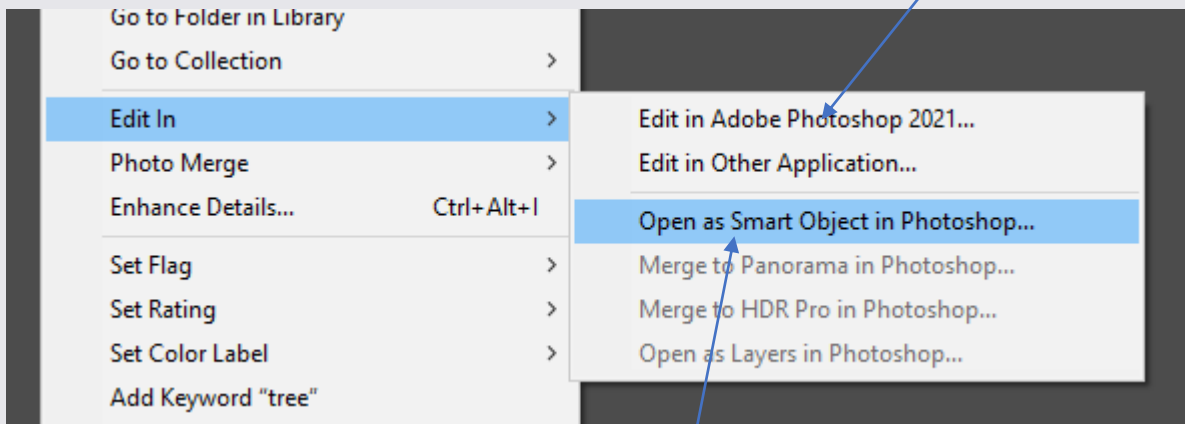 Go to Folder in Library
Go to Collection >
Edit In >
Photo Merge >
Enhance Details... Ctrl+Alt+I
Set Flag >
Set Rating >
Set Color Label >
Add Keyword “tree”
Edit in Adobe Photoshop 2021...
Edit in Other Application...
Open as Smart Object in Photoshop...
Merge to Panorama in Photoshop...
Merge to HDR Pro in Photoshop...
Open as Layers in Photoshop...